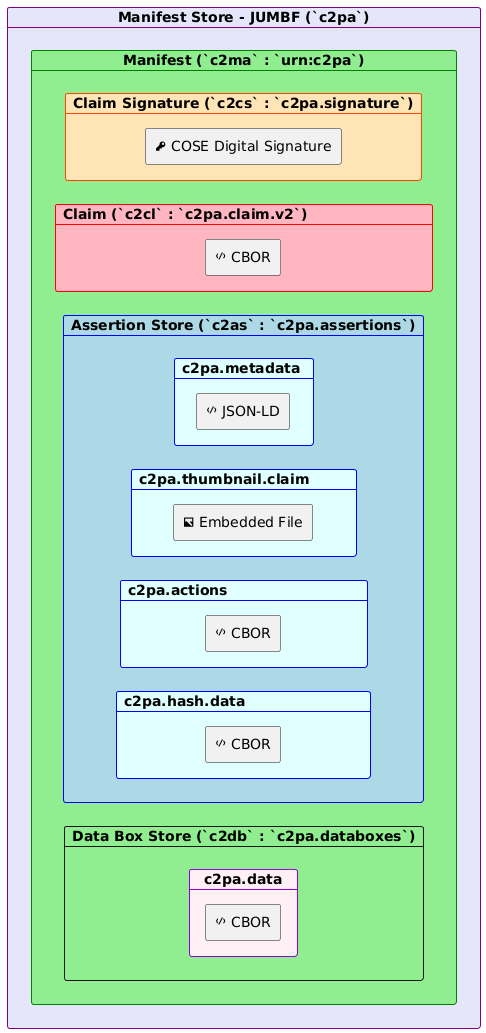 Manifest Store - JUMBF (`c2pa`)
Manifest (`c2ma` : `urn:c2pa`)
Claim Signature (`c2cs` : `c2pa.signature`)
COSE Digital Signature
Claim (`c2cl` : `c2pa.claim.v2`)
CBOR
Assertion Store (`c2as` : `c2pa.assertions`)
c2pa.metadata
JSON-LD
c2pa.thumbnail.claim
Embedded File
c2pa.actions
CBOR
c2pa.hash.data
CBOR
Data Box Store (`c2db` : `c2pa.databoxes`)
c2pa.data
CBOR